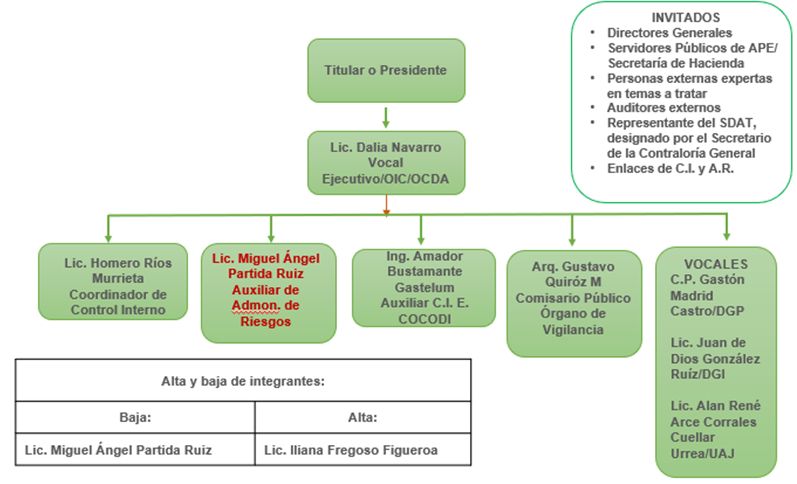 INVITADOS
• Directores Generales
• Servidores Públicos de APE/
Secretaría de Hacienda
• Personas externas expertas
en temas a tratar
• Auditores externos
• Representante del SDAT,
designado por el Secretario
de la Contraloría General
• Enlaces de C.I. y A.R.
Titular o Presidente
Lic. Dalia Navarro
Vocal
Ejecutivo/OIC/OCDA
Lic. Homero Ríos
Murrieta
Coordinador de
Control Interno
Lic. Miguel Ángel
Partida Ruiz
Auxiliar de
Admon. de
Riesgos
Ing. Amador
Bustamante
Gastelum
Auxiliar C.I. E.
COCODI
Arq. Gustavo
Quiróz M
Comisario Público
Órgano de
Vigilancia
VOCALES
C.P. Gastón
Madrid
Castro/DGP
Lic. Juan de
Dios González
Ruíz/DGI
Lic. Alan René
Arce Corrales
Cuellar
Urrea/UAJ
Alta y baja de integrantes:
Baja:
Alta:
Lic. Miguel Ángel Partida Ruiz
Lic. Iliana Fregoso Figueroa